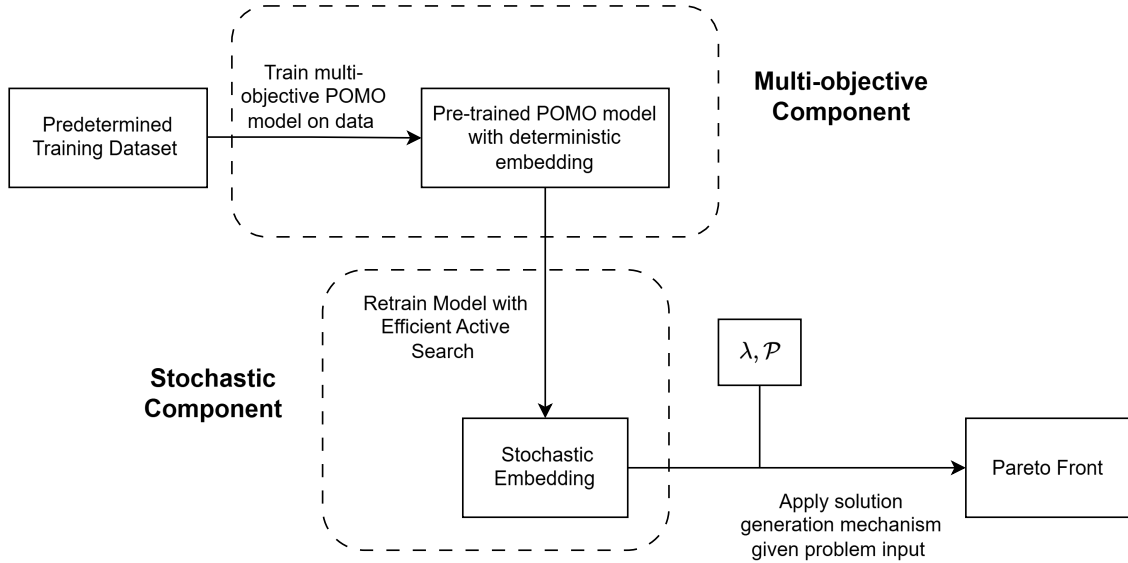 Train multi-
objective POMO
model on data
Multi-objective
Component
Predetermined
Training Dataset
Pre-trained POMO model
with deterministic
embedding
Retrain Model with
Efficient Active
Search
Stochastic
Component
λ, 𝒫
Stochastic
Embedding
Pareto Front
Apply solution
generation mechanism
given problem input